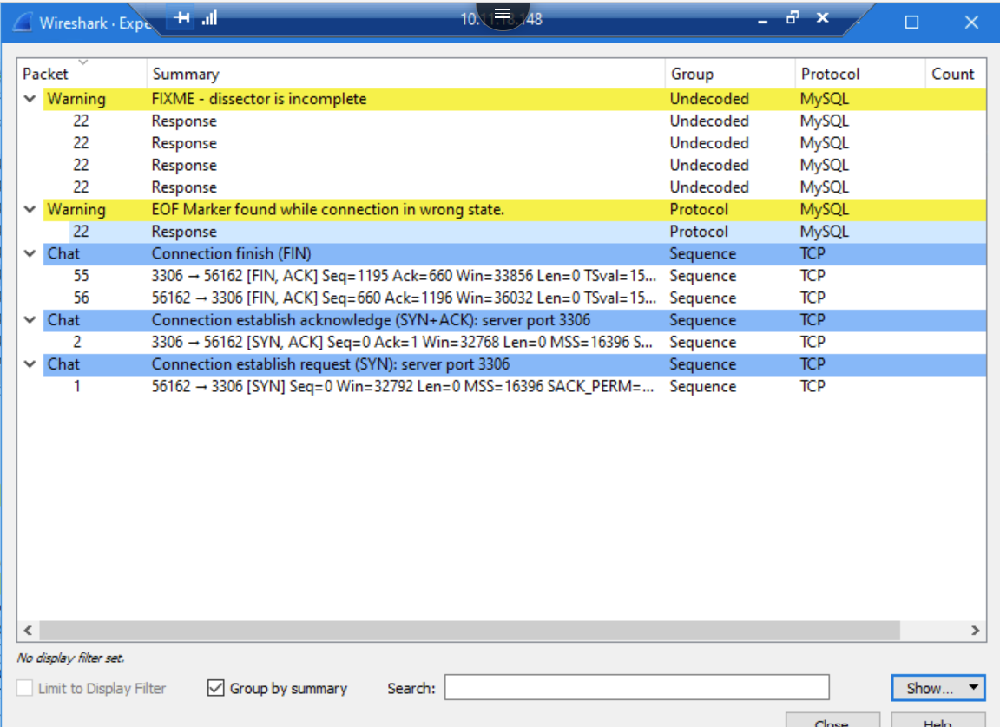 Wireshark · Expe
10.11.18.148
Packet Summary Group Protocol Count
Warning FIXME - dissector is incomplete Undecoded MySQL
22 Response Undecoded MySQL
22 Response Undecoded MySQL
22 Response Undecoded MySQL
22 Response Undecoded MySQL
Warning EOF Marker found while connection in wrong state. Protocol MySQL
22 Response Protocol MySQL
Chat Connection finish (FIN) Sequence TCP
55 3306 → 56162 [FIN, ACK] Seq=1195 Ack=660 Win=33856 Len=0 TSval=15... Sequence TCP
56 56162 → 3306 [FIN, ACK] Seq=660 Ack=1196 Win=36032 Len=0 TSval=15... Sequence TCP
Chat Connection establish acknowledge (SYN+ACK): server port 3306 Sequence TCP
2 3306 → 56162 [SYN, ACK] Seq=0 Ack=1 Win=32768 Len=0 MSS=16396 S... Sequence TCP
Chat Connection establish request (SYN): server port 3306 Sequence TCP
1 56162 → 3306 [SYN] Seq=0 Win=32792 Len=0 MSS=16396 SACK_PERM=... Sequence TCP
No display filter set.
Limit to Display Filter Group by summary Search: Show...
Close Help